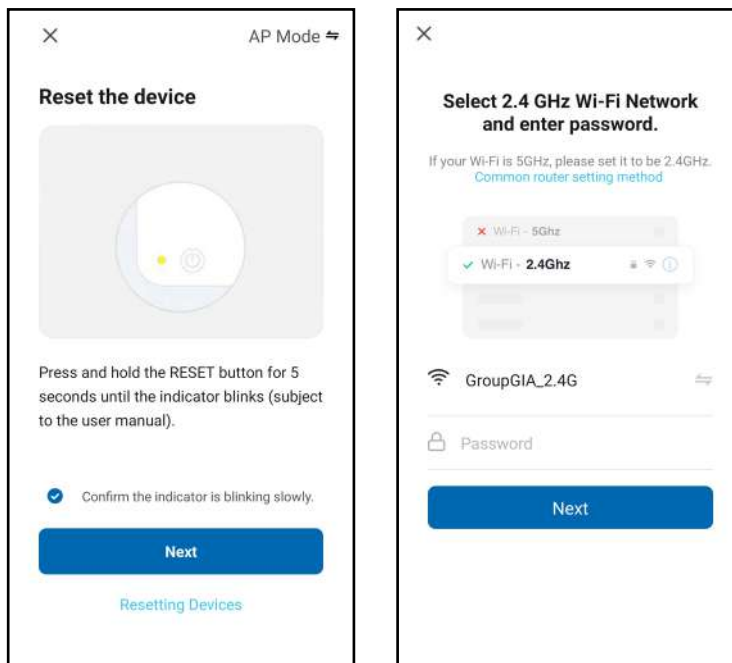 AP Mode
Reset the device
Press and hold the RESET button for 5
seconds until the indicator blinks (subject
to the user manual).
Confirm the indicator is blinking slowly.
Next
Resetting Devices
Select 2.4 GHz Wi-Fi Network
and enter password.
If your Wi-Fi is 5GHz, please set it to be 2.4GHz.
Common router setting method
Wi-Fi - 5Ghz
Wi-Fi - 2.4Ghz
GroupGIA_2.4G
Password
Next